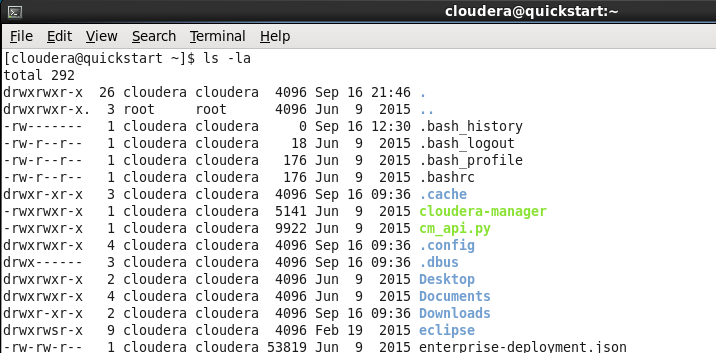 cloudera@quickstart:~
File Edit View Search Terminal Help
[cloudera@quickstart ~]$ ls -la
total 292
drwxrwxr-x  26 cloudera cloudera  4096 Sep 16 21:46 .
drwxrwxr-x.  3 root     root      4096 Jun  9  2015 ..
-rw-------   1 cloudera cloudera     0 Sep 16 12:30 .bash_history
-rw-r--r--   1 cloudera cloudera    18 Jun  9  2015 .bash_logout
-rw-r--r--   1 cloudera cloudera   176 Jun  9  2015 .bash_profile
-rw-r--r--   1 cloudera cloudera   176 Jun  9  2015 .bashrc
drwxr-xr-x   3 cloudera cloudera  4096 Sep 16 09:36 .cache
-rwxrwxr-x   1 cloudera cloudera  5141 Jun  9  2015 cloudera-manager
-rwxrwxr-x   1 cloudera cloudera  9922 Jun  9  2015 cm_api.py
drwxrwxr-x   4 cloudera cloudera  4096 Sep 16 09:36 .config
drwx------   3 cloudera cloudera  4096 Sep 16 09:36 .dbus
drwxrwxr-x   2 cloudera cloudera  4096 Jun  9  2015 Desktop
drwxrwxr-x   4 cloudera cloudera  4096 Jun  9  2015 Documents
drwxr-xr-x   2 cloudera cloudera  4096 Sep 16 09:36 Downloads
drwxrwsr-x   9 cloudera cloudera  4096 Feb 19  2015 eclipse
-rw-rw-r--   1 cloudera cloudera 53819 Jun  9  2015 enterprise-deployment.json